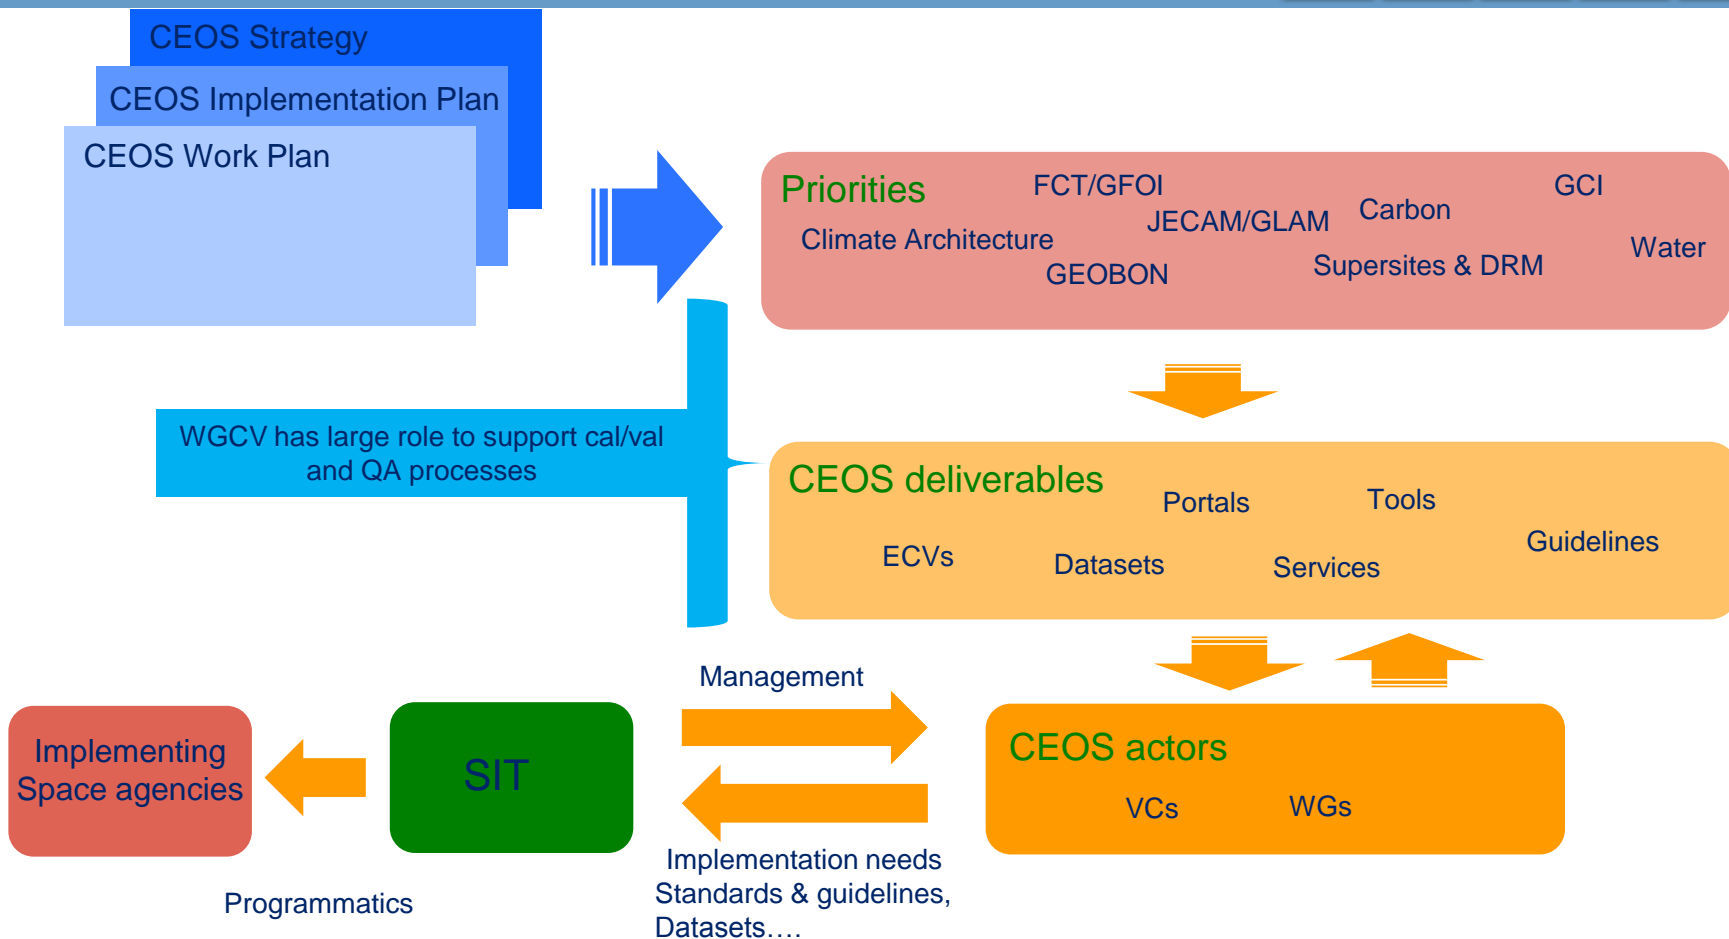 CEOS Strategy
CEOS Implementation Plan
CEOS Work Plan
Priorities
FCT/GFOI
GCI
JECAM/GLAM
Carbon
Climate Architecture
Water
GEOBON
Supersites & DRM
WGCV has large role to support cal/val
and QA processes
CEOS deliverables
Portals
Tools
Guidelines
ECVs
Datasets
Services
Management
Implementing
Space agencies
SIT
CEOS actors
VCs
WGs
Implementation needs
Standards & guidelines,
Datasets….
Programmatics